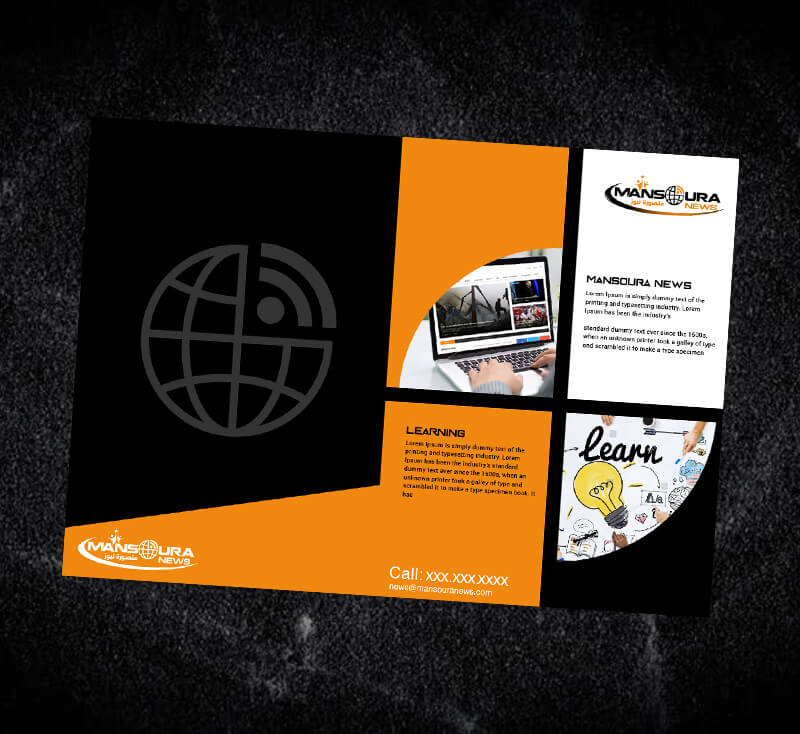 MANSOURA
منصورة نيوز
NEWS
MANSOURA NEWS
Lorem Ipsum is simply dummy text of the
printing and typesetting industry. Lorem
Ipsum has been the industry's
standard dummy text ever since the 1500s,
when an unknown printer took a galley of type
and scrambled it to make a type specimen
LEARNING
Lorem Ipsum is simply dummy text of the
printing and typesetting industry. Lorem
Ipsum has been the industry's standard
dummy text ever since the 1500s, when an
unknown printer took a galley of type and
scrambled it to make a type specimen book. It
has
Learn
Aa
MANSOURA
منصورة نيوز
NEWS
Call: xxx.xxx.xxxx
news@mansouranews.com